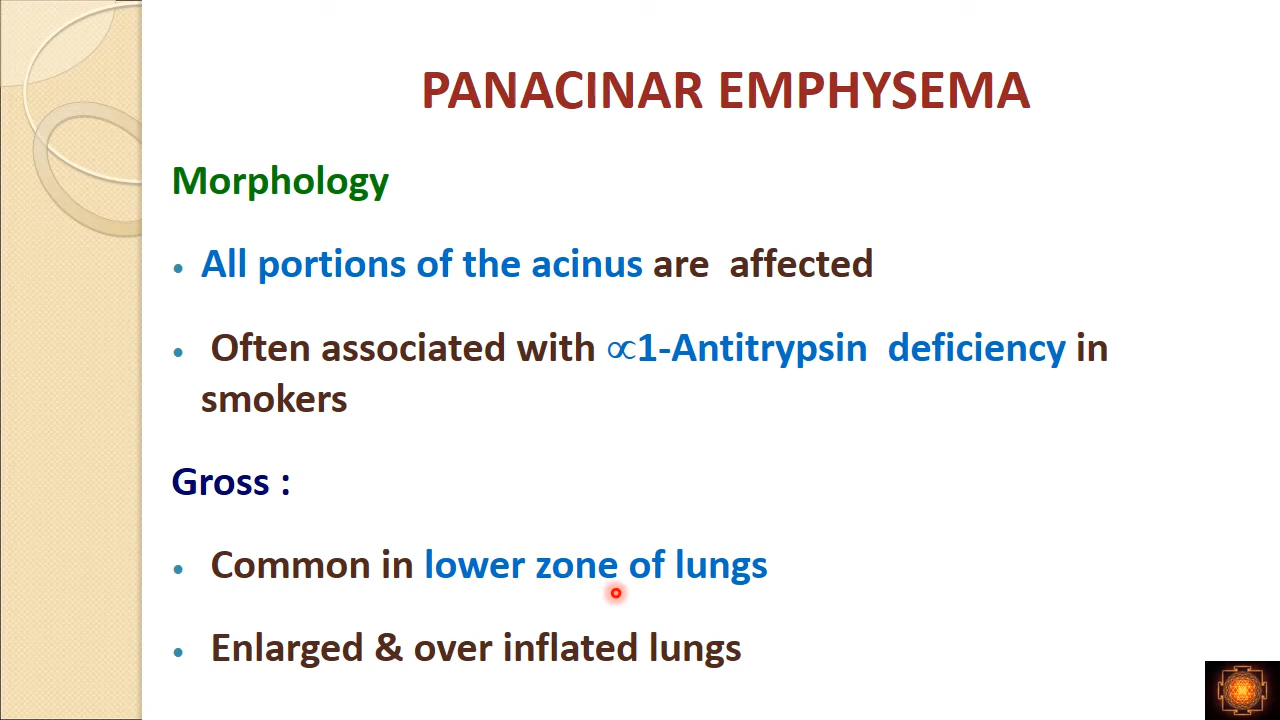 PANACINAR EMPHYSEMA
Morphology
• All portions of the acinus are affected
• Often associated with ∝1-Antitrypsin deficiency in
smokers
Gross :
• Common in lower zone of lungs
• Enlarged & over inflated lungs